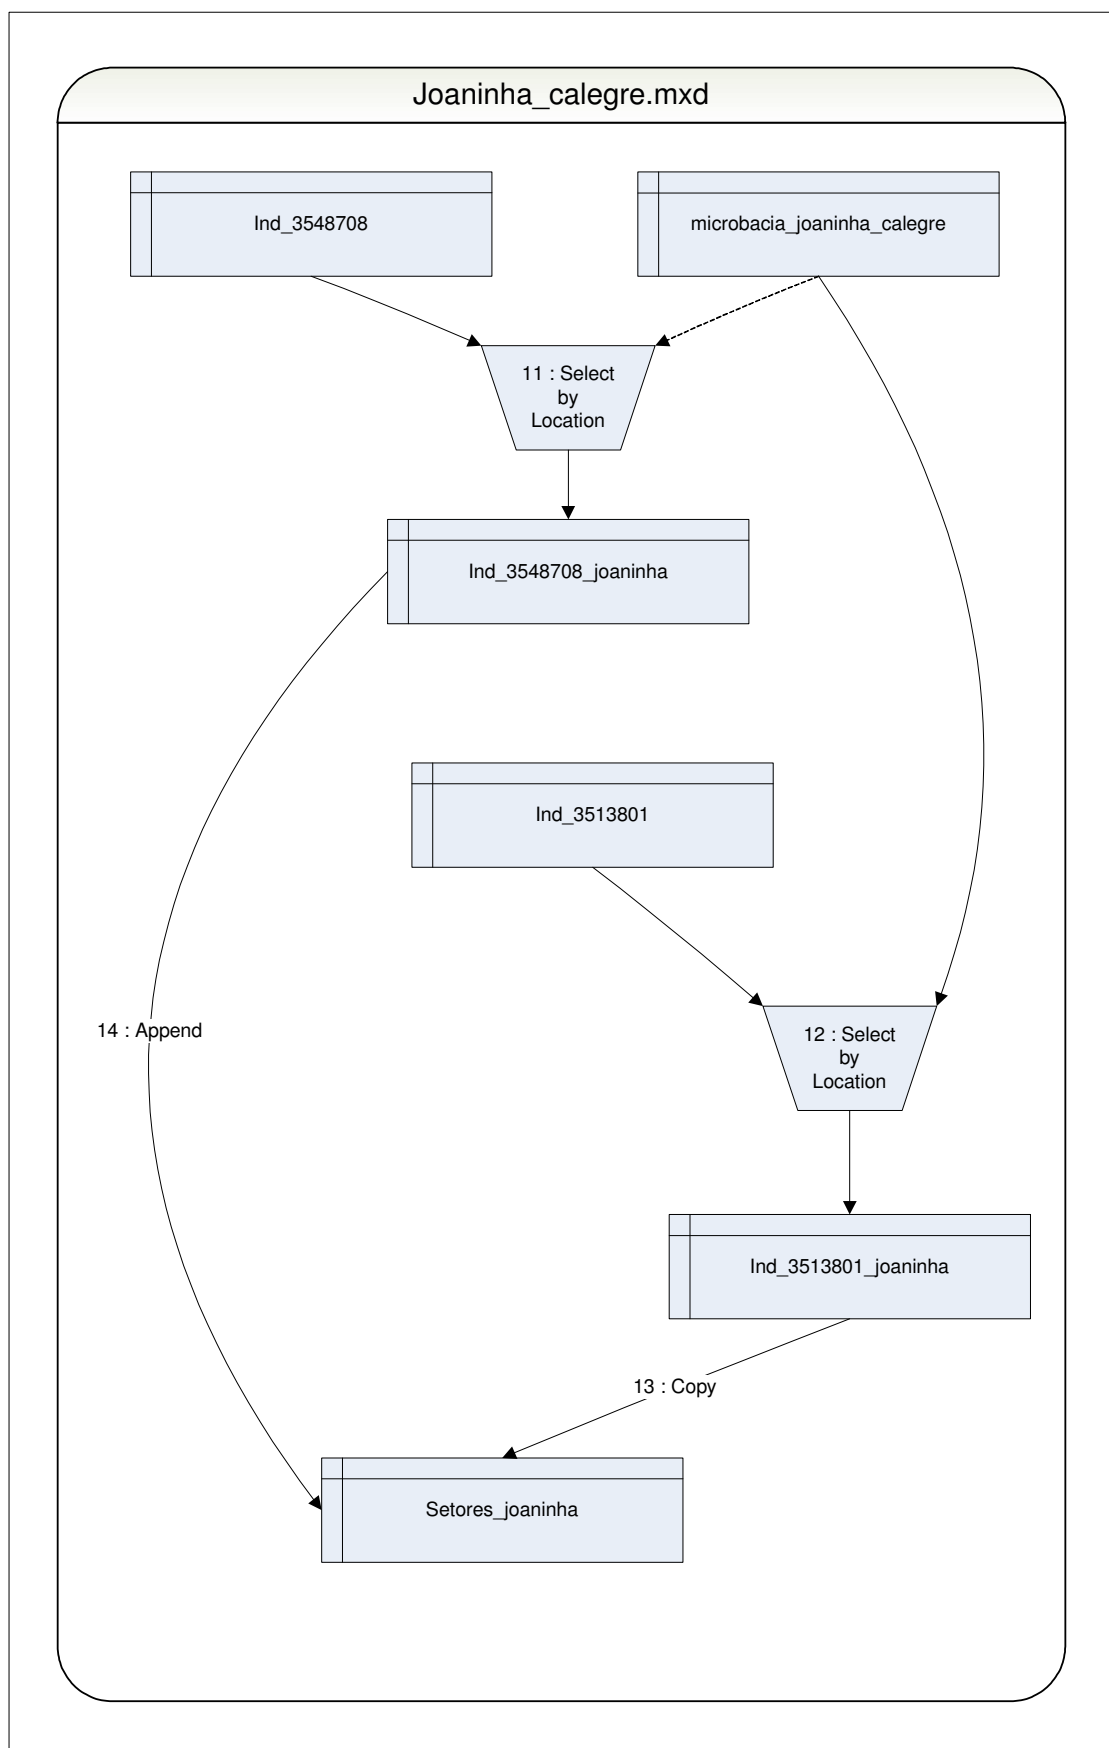 Joaninha_calegre.mxd
Ind_3548708
microbacia_joaninha_calegre
11 : Select
by
Location
Ind_3548708_joaninha
Ind_3513801
14 : Append
12 : Select
by
Location
Ind_3513801_joaninha
13 : Copy
Setores_joaninha